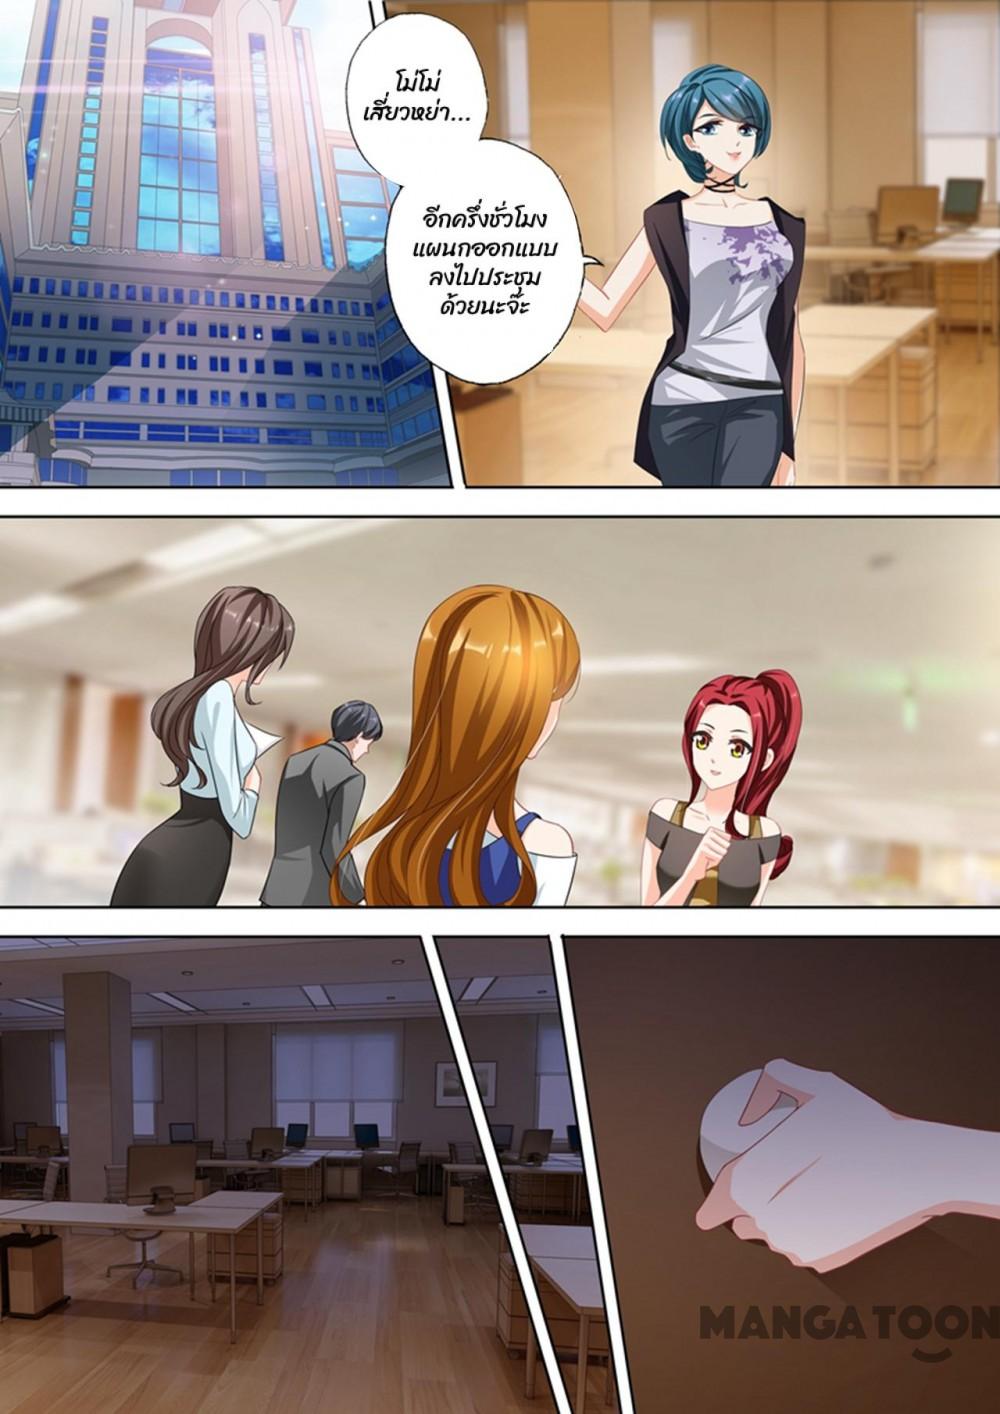 โม่โม่
เสี่ยวหย่า...
อีกครึ่งชั่วโมง
แผนกออกแบบ
ลงไปประชุม
ด้วยนะจ๊ะ
MANGATOON